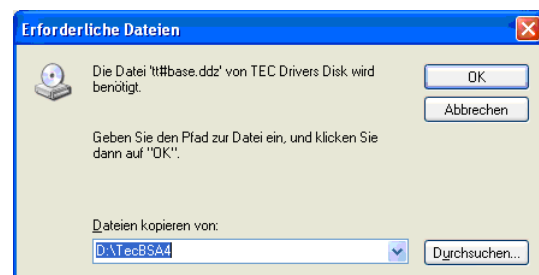 Erforderliche Dateien
Die Datei 'tt#base.ddz' von TEC Drivers Disk wird
benötigt.
OK
Abbrechen
Geben Sie den Pfad zur Datei ein, und klicken Sie
dann auf "OK".
Dateien kopieren von:
D:\TecBSA4
Durchsuchen...